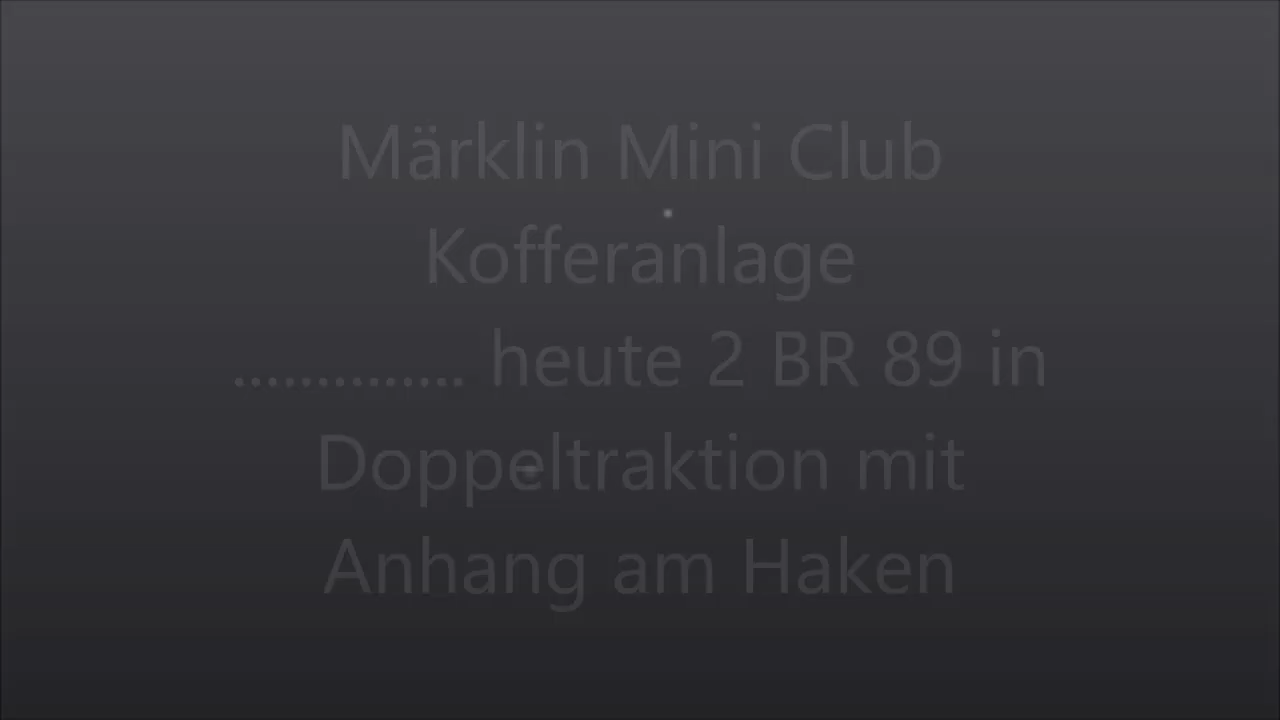 Märklin Mini Club
Kofferanlage
.............. heute 2 BR 89 in
Doppeltraktion mit
Anhang am Haken